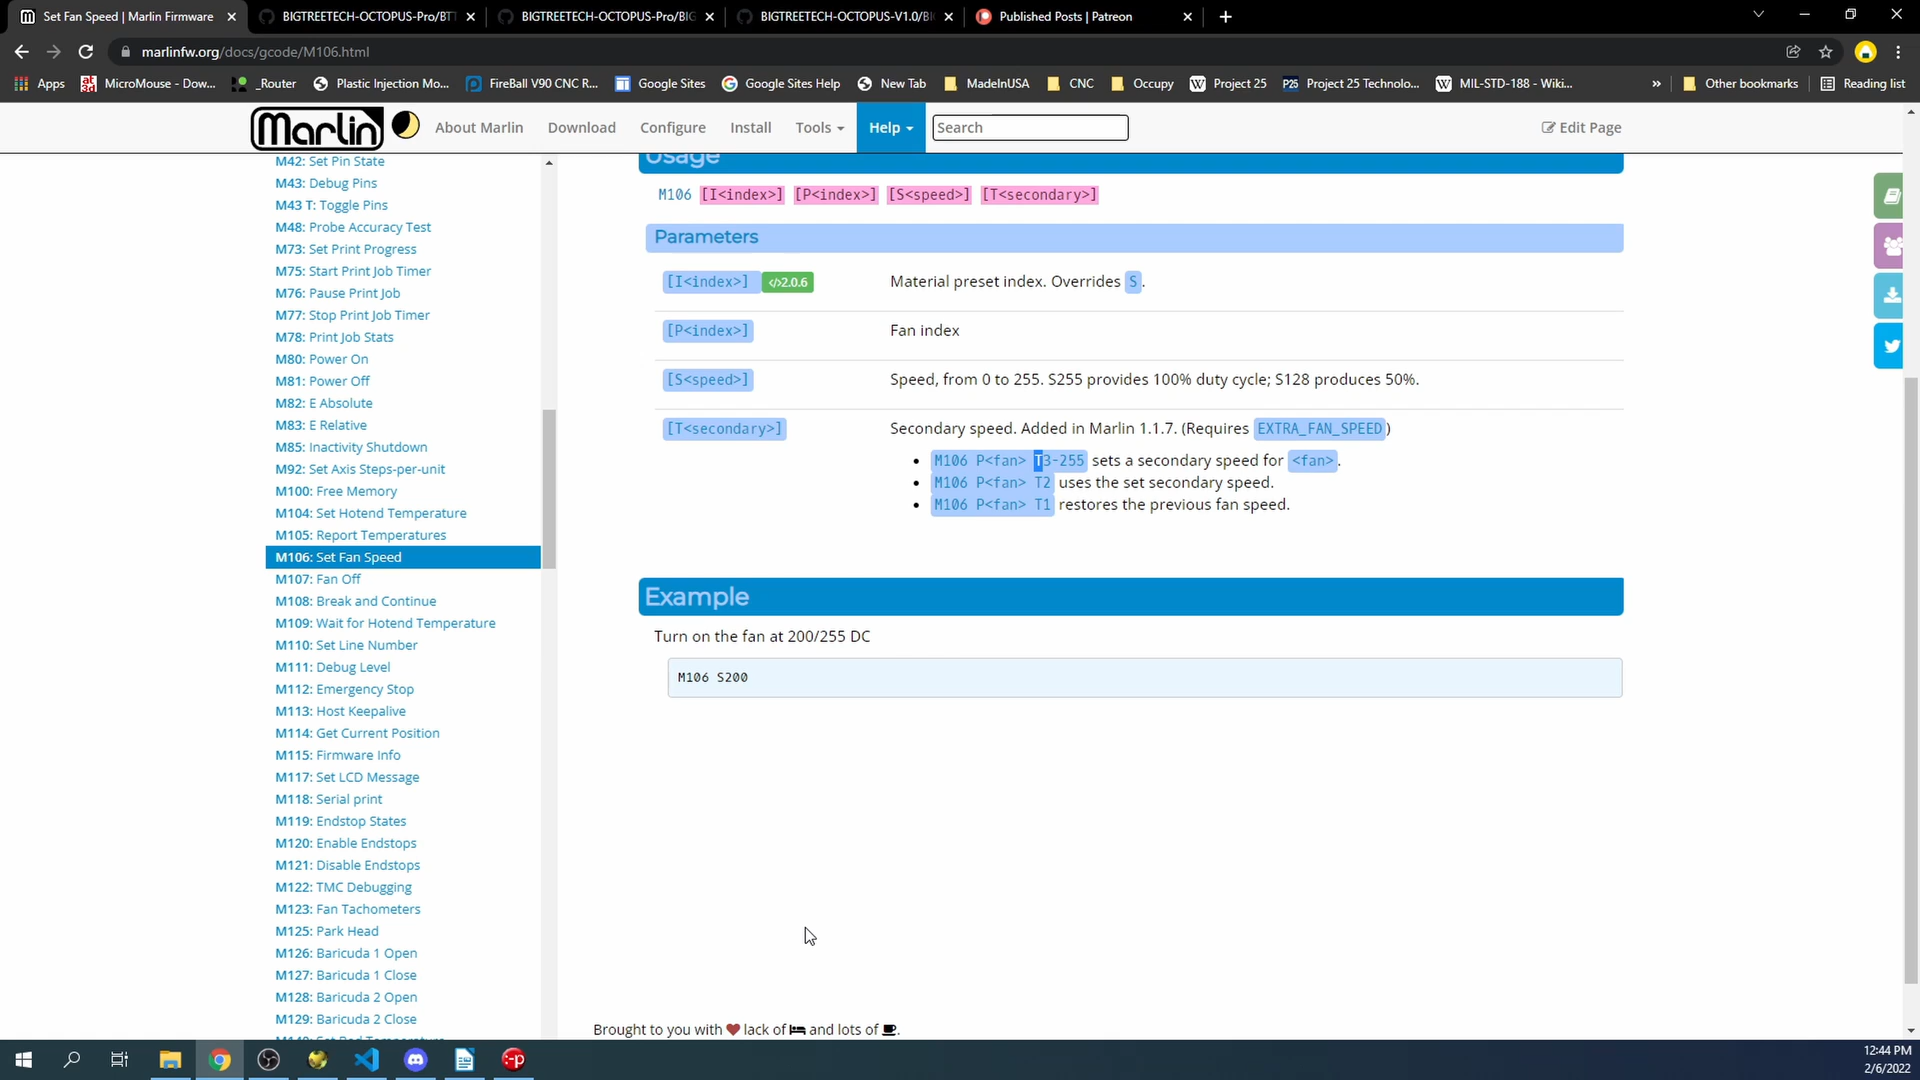 Set Fan Speed | Marlin Firmware
BIGTREETECH-OCTOPUS-Pro/BTT
BIGTREETECH-OCTOPUS-Pro/BIG
BIGTREETECH-OCTOPUS-V1.0/BI
Published Posts | Patreon
marlinfw.org/docs/gcode/M106.html
Apps
MicroMouse - Dow...
_Router
Plastic Injection Mo...
FireBall V90 CNC R...
Google Sites
Google Sites Help
New Tab
MadeInUSA
CNC
Occupy
Project 25
P25 Project 25 Technolo...
MIL-STD-188 - Wiki...
»
Other bookmarks
Reading list
Marlin
About Marlin
Download
Configure
Install
Tools
Help
Search
Edit Page
M42: Set Pin State
M43: Debug Pins
M43 T: Toggle Pins
M48: Probe Accuracy Test
M73: Set Print Progress
M75: Start Print Job Timer
M76: Pause Print Job
M77: Stop Print Job Timer
M78: Print Job Stats
M80: Power On
M81: Power Off
M82: E Absolute
M83: E Relative
M85: Inactivity Shutdown
M92: Set Axis Steps-per-unit
M100: Free Memory
M104: Set Hotend Temperature
M105: Report Temperatures
M106: Set Fan Speed
M107: Fan Off
M108: Break and Continue
M109: Wait for Hotend Temperature
M110: Set Line Number
M111: Debug Level
M112: Emergency Stop
M113: Host Keepalive
M114: Get Current Position
M115: Firmware Info
M117: Set LCD Message
M118: Serial print
M119: Endstop States
M120: Enable Endstops
M121: Disable Endstops
M122: TMC Debugging
M123: Fan Tachometers
M125: Park Head
M126: Baricuda 1 Open
M127: Baricuda 1 Close
M128: Baricuda 2 Open
M129: Baricuda 2 Close
M140: Set Bed Temperature
Usage
M106 [I<index>] [P<index>] [S<speed>] [T<secondary>]
Parameters
[I<index>] </>2.0.6 Material preset index. Overrides S.
[P<index>] Fan index
[S<speed>] Speed, from 0 to 255. S255 provides 100% duty cycle; S128 produces 50%.
[T<secondary>] Secondary speed. Added in Marlin 1.1.7. (Requires EXTRA_FAN_SPEED)
• M106 P<fan> T3-255 sets a secondary speed for <fan>.
• M106 P<fan> T2 uses the set secondary speed.
• M106 P<fan> T1 restores the previous fan speed.
Example
Turn on the fan at 200/255 DC
M106 S200
Brought to you with lack of and lots of .
12:44 PM
2/6/2022